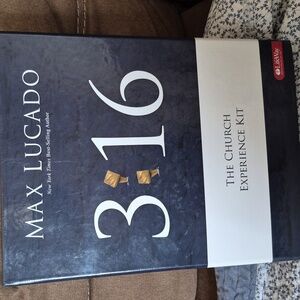 MAX LUCADO
New York Times Best-Selling Author
3:16
THE CHURCH
EXPERIENCE KIT
LifeWay